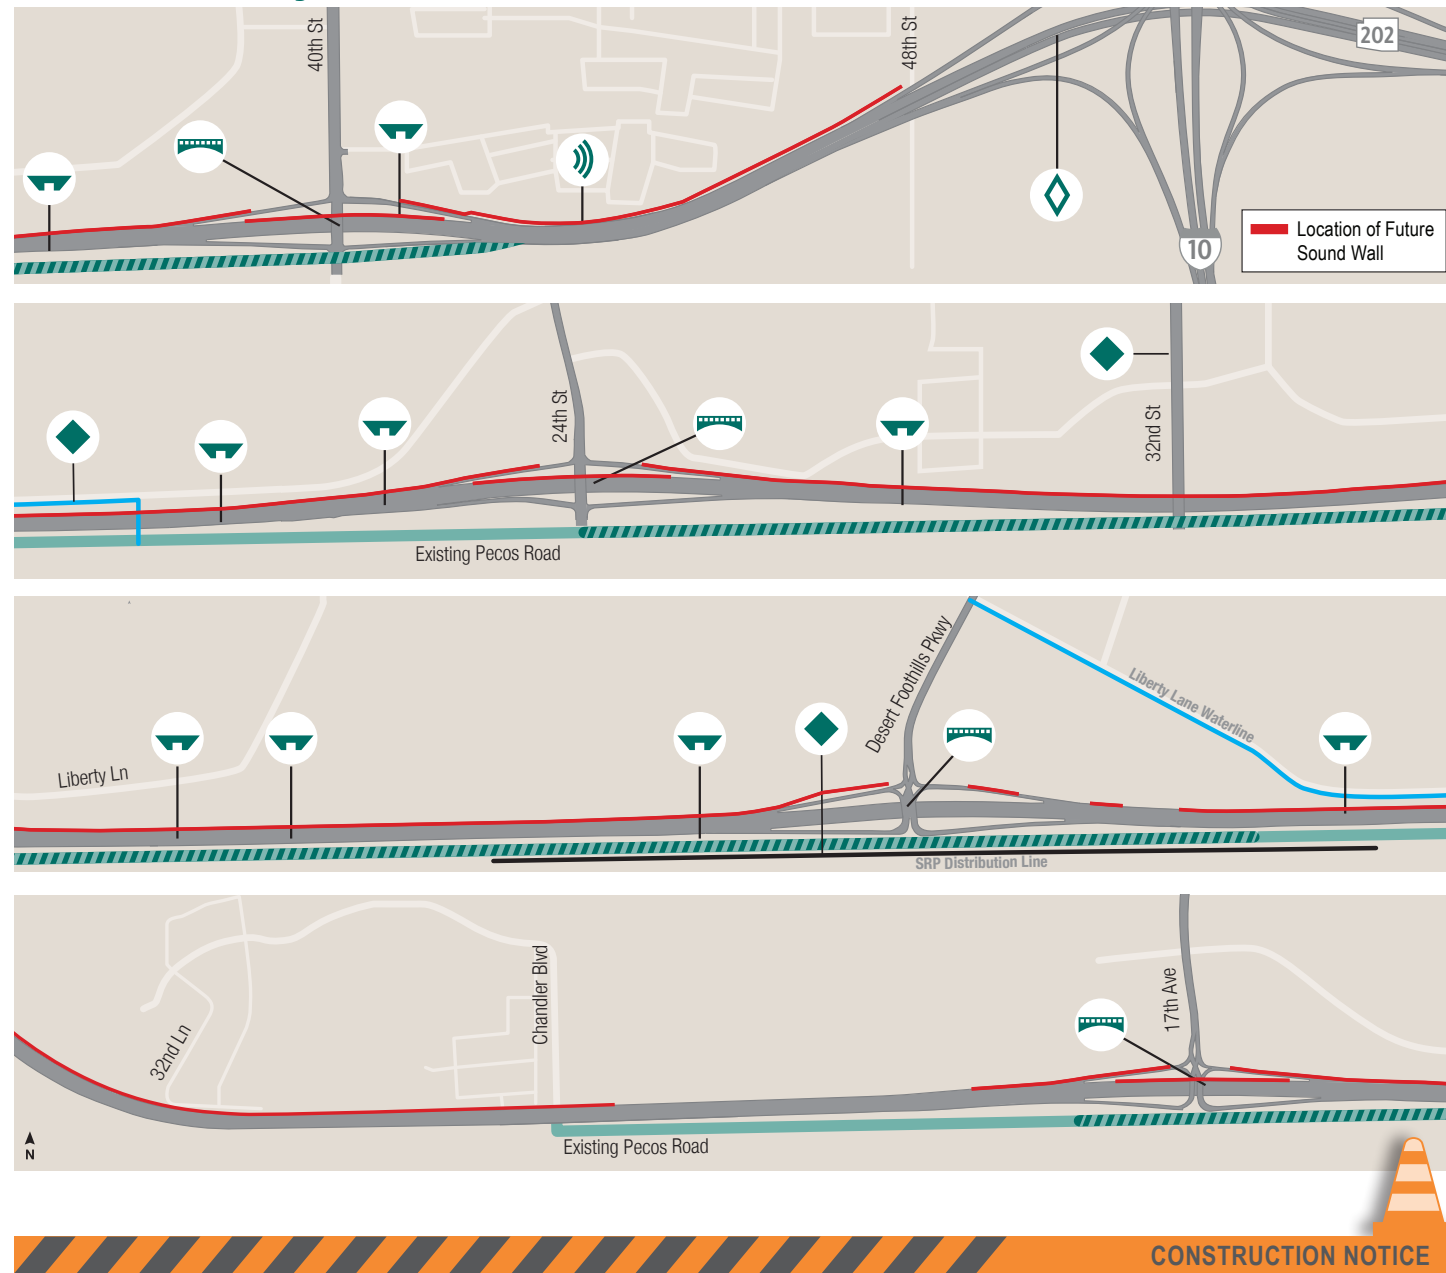 40th St
48th St
202
10
Location of Future
Sound Wall
24th St
32nd St
Existing Pecos Road
Liberty Ln
Desert Foothills Pkwy
Liberty Lane Waterline
SRP Distribution Line
32nd Ln
Chandler Blvd
17th Ave
Existing Pecos Road
N
CONSTRUCTION NOTICE